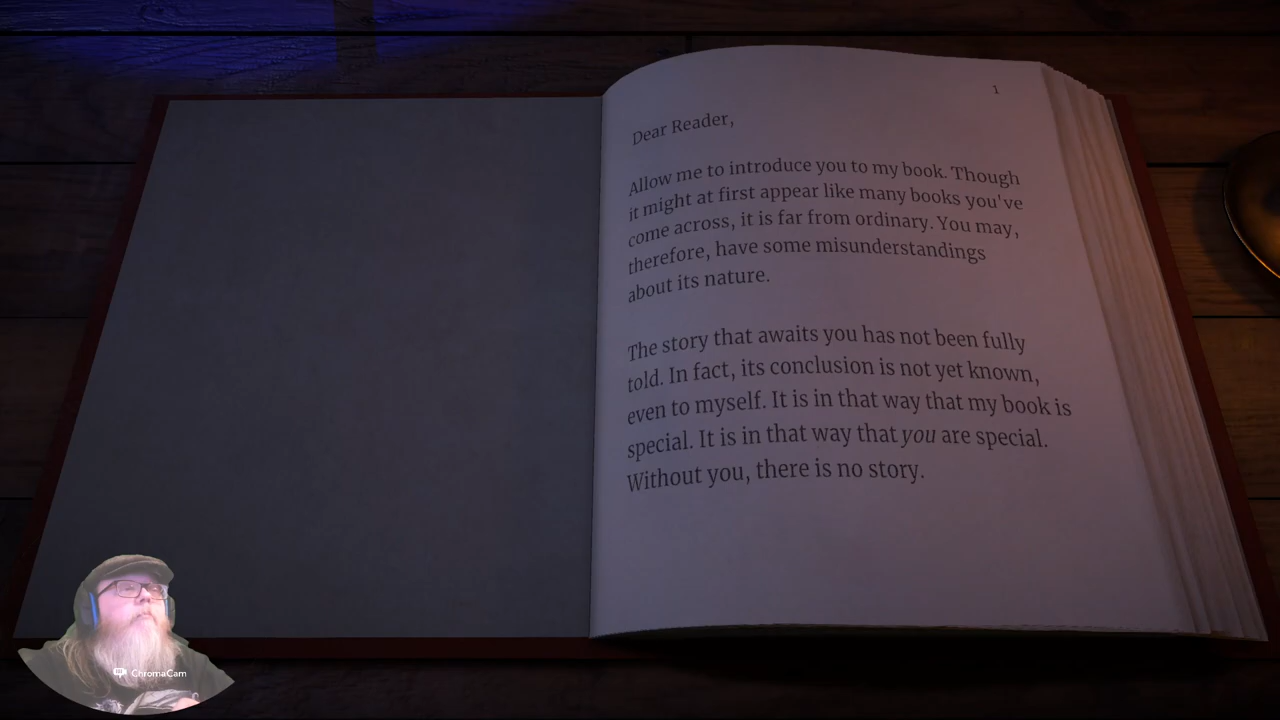 1
Dear Reader,
Allow me to introduce you to my book. Though
it might at first appear like many books you've
come across, it is far from ordinary. You may,
therefore, have some misunderstandings
about its nature.
The story that awaits you has not been fully
told. In fact, its conclusion is not yet known,
even to myself. It is in that way that my book is
special. It is in that way that you are special.
Without you, there is no story.
ChromaCam